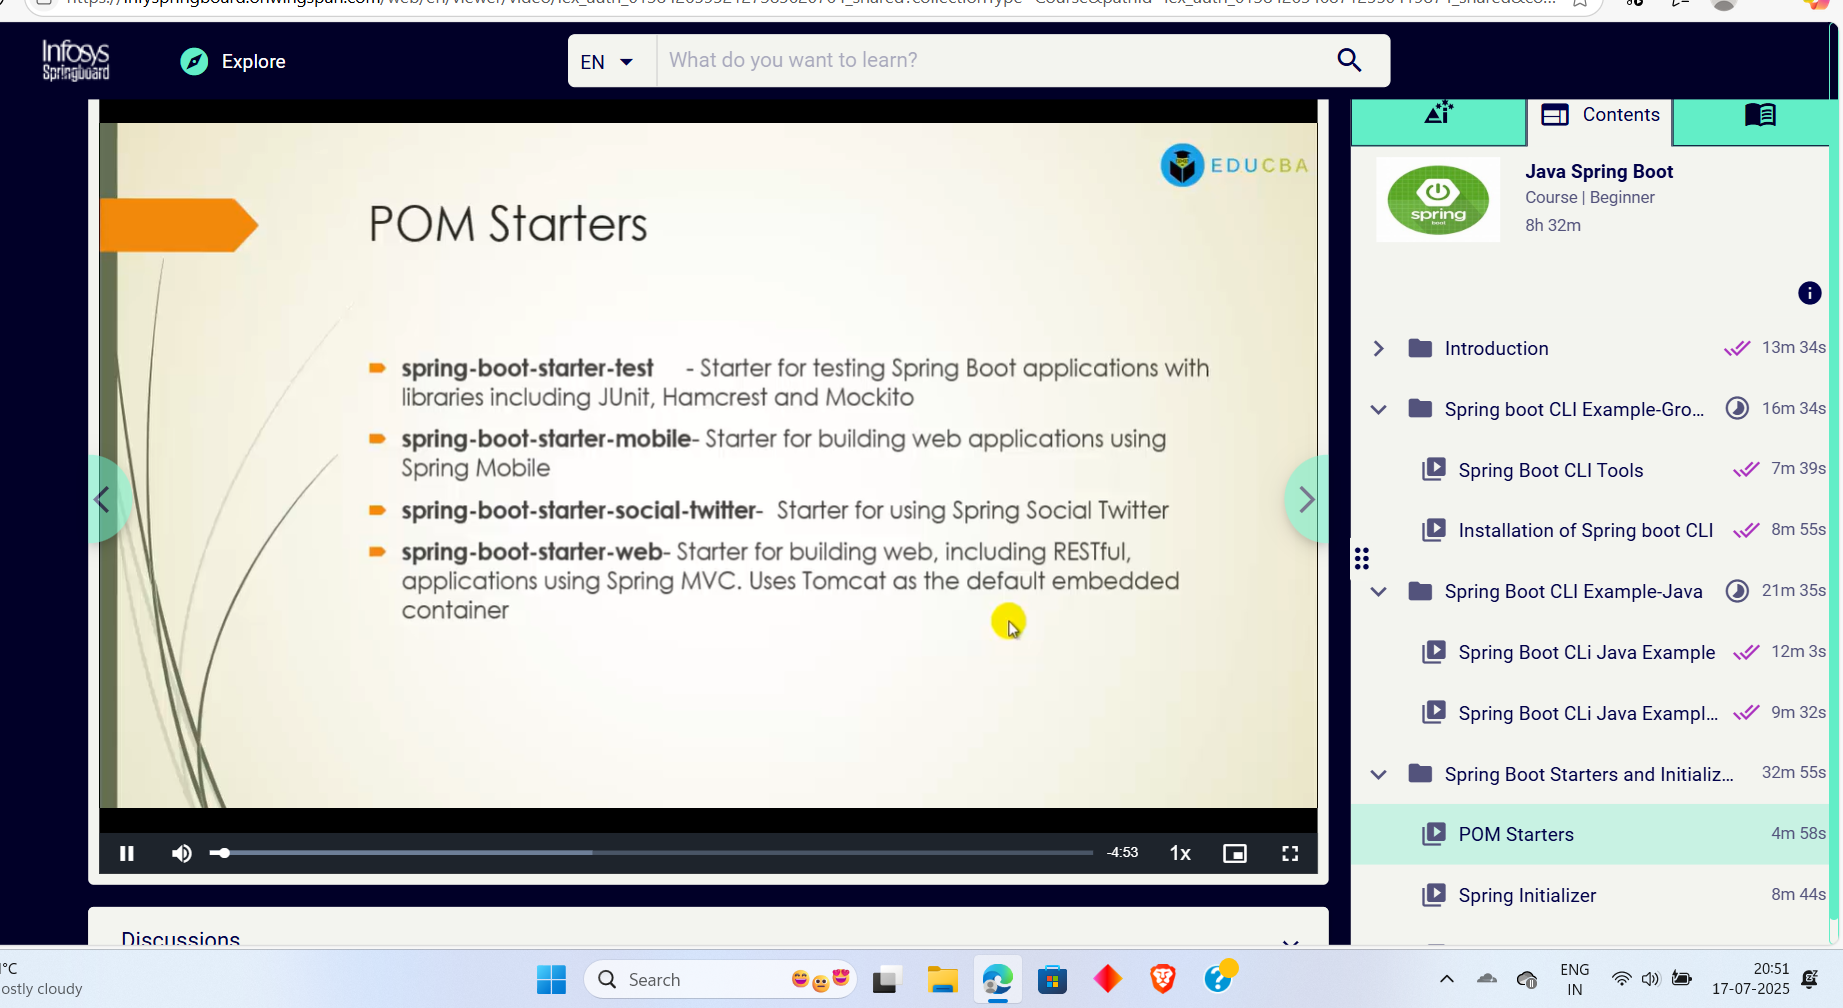 Infosys
Springboard
Explore
EN
What do you want to learn?
EDUCBA
POM Starters
spring-boot-starter-test - Starter for testing Spring Boot applications with
libraries including JUnit, Hamcrest and Mockito
spring-boot-starter-mobile- Starter for building web applications using
Spring Mobile
spring-boot-starter-social-twitter- Starter for using Spring Social Twitter
spring-boot-starter-web- Starter for building web, including RESTful,
applications using Spring MVC. Uses Tomcat as the default embedded
container
-4:53
1x
Discussions
Contents
Java Spring Boot
Course | Beginner
8h 32m
spring
boot
Introduction 13m 34s
Spring boot CLI Example-Gro... 16m 34s
Spring Boot CLI Tools 7m 39s
Installation of Spring boot CLI 8m 55s
Spring Boot CLI Example-Java 21m 35s
Spring Boot CLi Java Example 12m 3s
Spring Boot CLi Java Exampl... 9m 32s
Spring Boot Starters and Initializ... 32m 55s
POM Starters 4m 58s
Spring Initializer 8m 44s
°C
ostly cloudy
Search
ENG
IN
20:51
17-07-2025